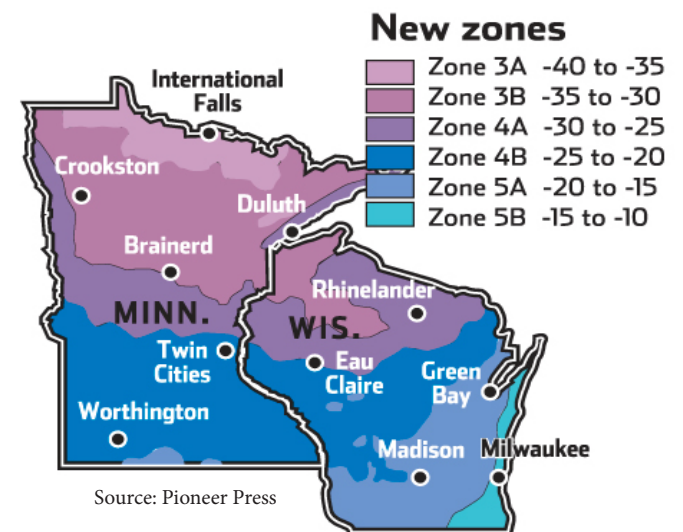 New zones
Zone 3A -40 to -35
Zone 3B -35 to -30
Zone 4A -30 to -25
Zone 4B -25 to -20
Zone 5A -20 to -15
Zone 5B -15 to -10
International
Falls
Crookston
Duluth
Brainerd
Rhinelander
MINN.
WIS.
Twin
Cities
Eau
Claire
Green
Bay
Worthington
Madison
Milwaukee
Source: Pioneer Press